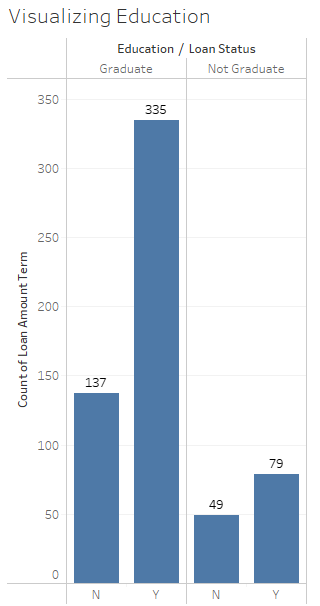 Visualizing Education
Education / Loan Status
Graduate Not Graduate
Count of Loan Amount Term
350
300
250
200
150
100
50
0
137
335
49
79
N Y N Y